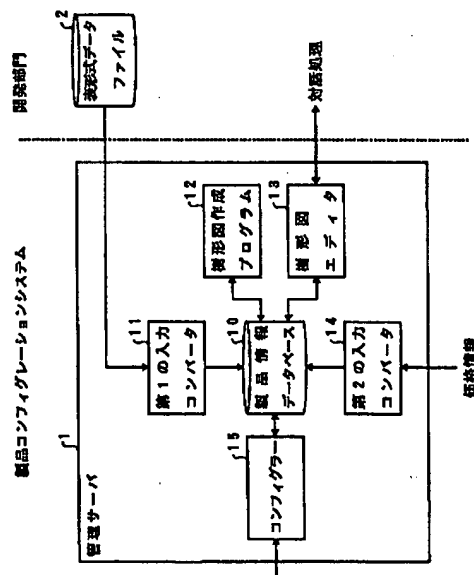 製品コンフィグレーションシステム
開発部門
1
管理サーバ
2
表形式データ
ファイル
11
第1の入力
コンバータ
12
樹形図作成
プログラム
15
コンフィグラー
10
製品情報
データベース
13
樹形図
エディタ
対話処理
14
第2の入力
コンバータ
価格情報